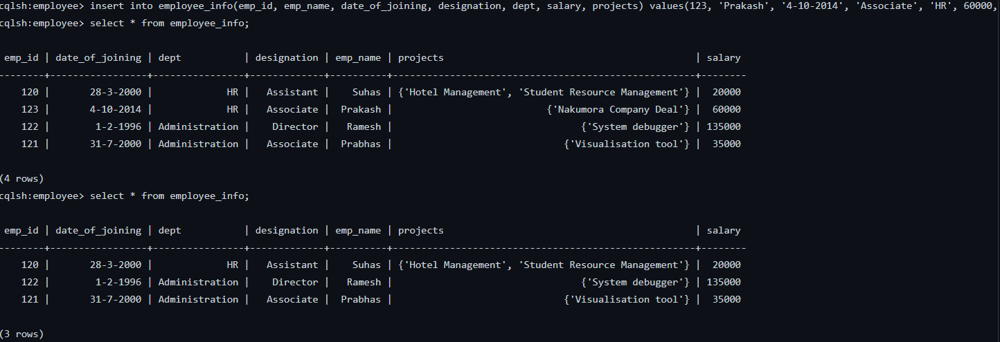 cqlsh:employee> insert into employee_info(emp_id, emp_name, date_of_joining, designation, dept, salary, projects) values(123, 'Prakash', '4-10-2014', 'Associate', 'HR', 60000,
cqlsh:employee> select * from employee_info;
emp_id | date_of_joining | dept           | designation | emp_name | projects                                            | salary
--------+-----------------+----------------+-------------+----------+-----------------------------------------------------+--------
   120 |       28-3-2000 |             HR |   Assistant |    Suhas | {'Hotel Management', 'Student Resource Management'} |  20000
   123 |       4-10-2014 |             HR |   Associate |  Prakash |                          {'Nakumora Company Deal'} |  60000
   122 |        1-2-1996 | Administration |    Director |   Ramesh |                                {'System debugger'} | 135000
   121 |       31-7-2000 | Administration |   Associate |  Prabhas |                             {'Visualisation tool'} |  35000
(4 rows)
cqlsh:employee> select * from employee_info;
emp_id | date_of_joining | dept           | designation | emp_name | projects                                            | salary
--------+-----------------+----------------+-------------+----------+-----------------------------------------------------+--------
   120 |       28-3-2000 |             HR |   Assistant |    Suhas | {'Hotel Management', 'Student Resource Management'} |  20000
   122 |        1-2-1996 | Administration |    Director |   Ramesh |                                {'System debugger'} | 135000
   121 |       31-7-2000 | Administration |   Associate |  Prabhas |                             {'Visualisation tool'} |  35000
(3 rows)